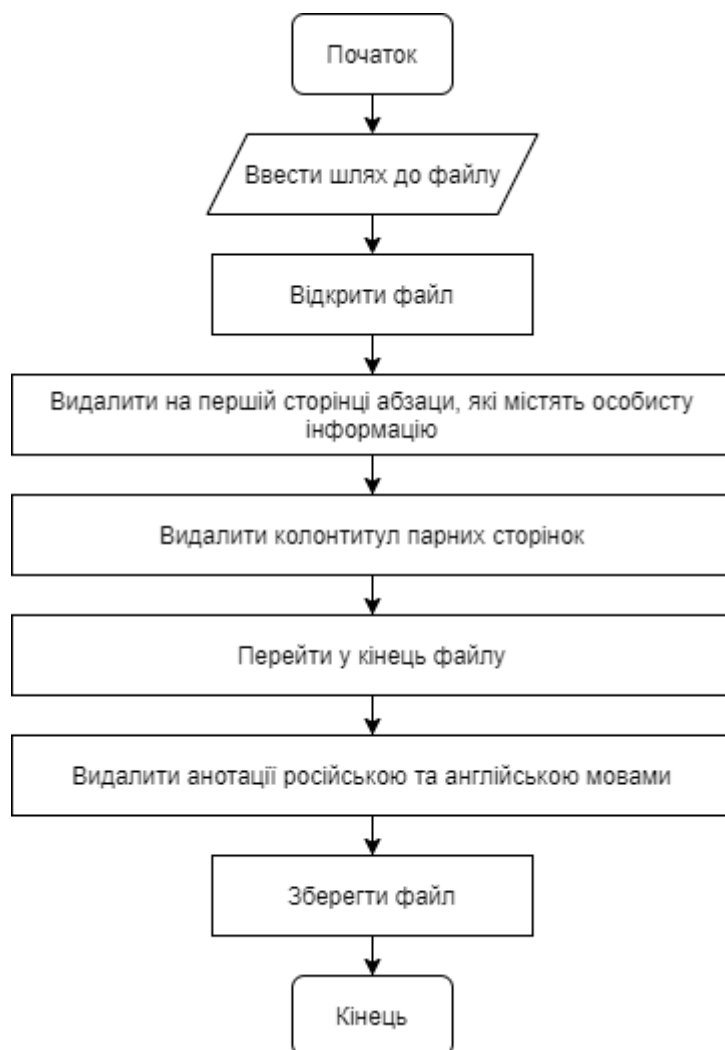 Початок
Ввести шлях до файлу
Відкрити файл
Видалити на першій сторінці абзаци, які містять особисту
інформацію
Видалити колонтитул парних сторінок
Перейти у кінець файлу
Видалити анотації російською та англійською мовами
Зберегти файл
Кінець